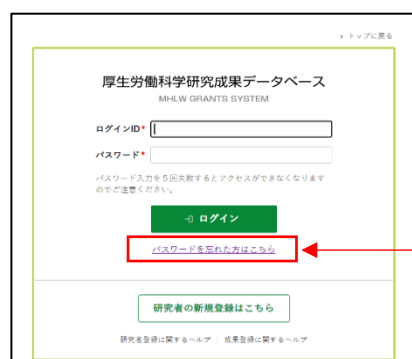 › トップに戻る
厚生労働科学研究成果データベース
MHLW GRANTS SYSTEM
ログインID*
パスワード*
パスワード入力を5回失敗するとアクセスができなくなります
のでご注意ください。
ログイン
パスワードを忘れた方はこちら
研究者の新規登録はこちら
研究者登録に関するヘルプ | 成果登録に関するヘルプ